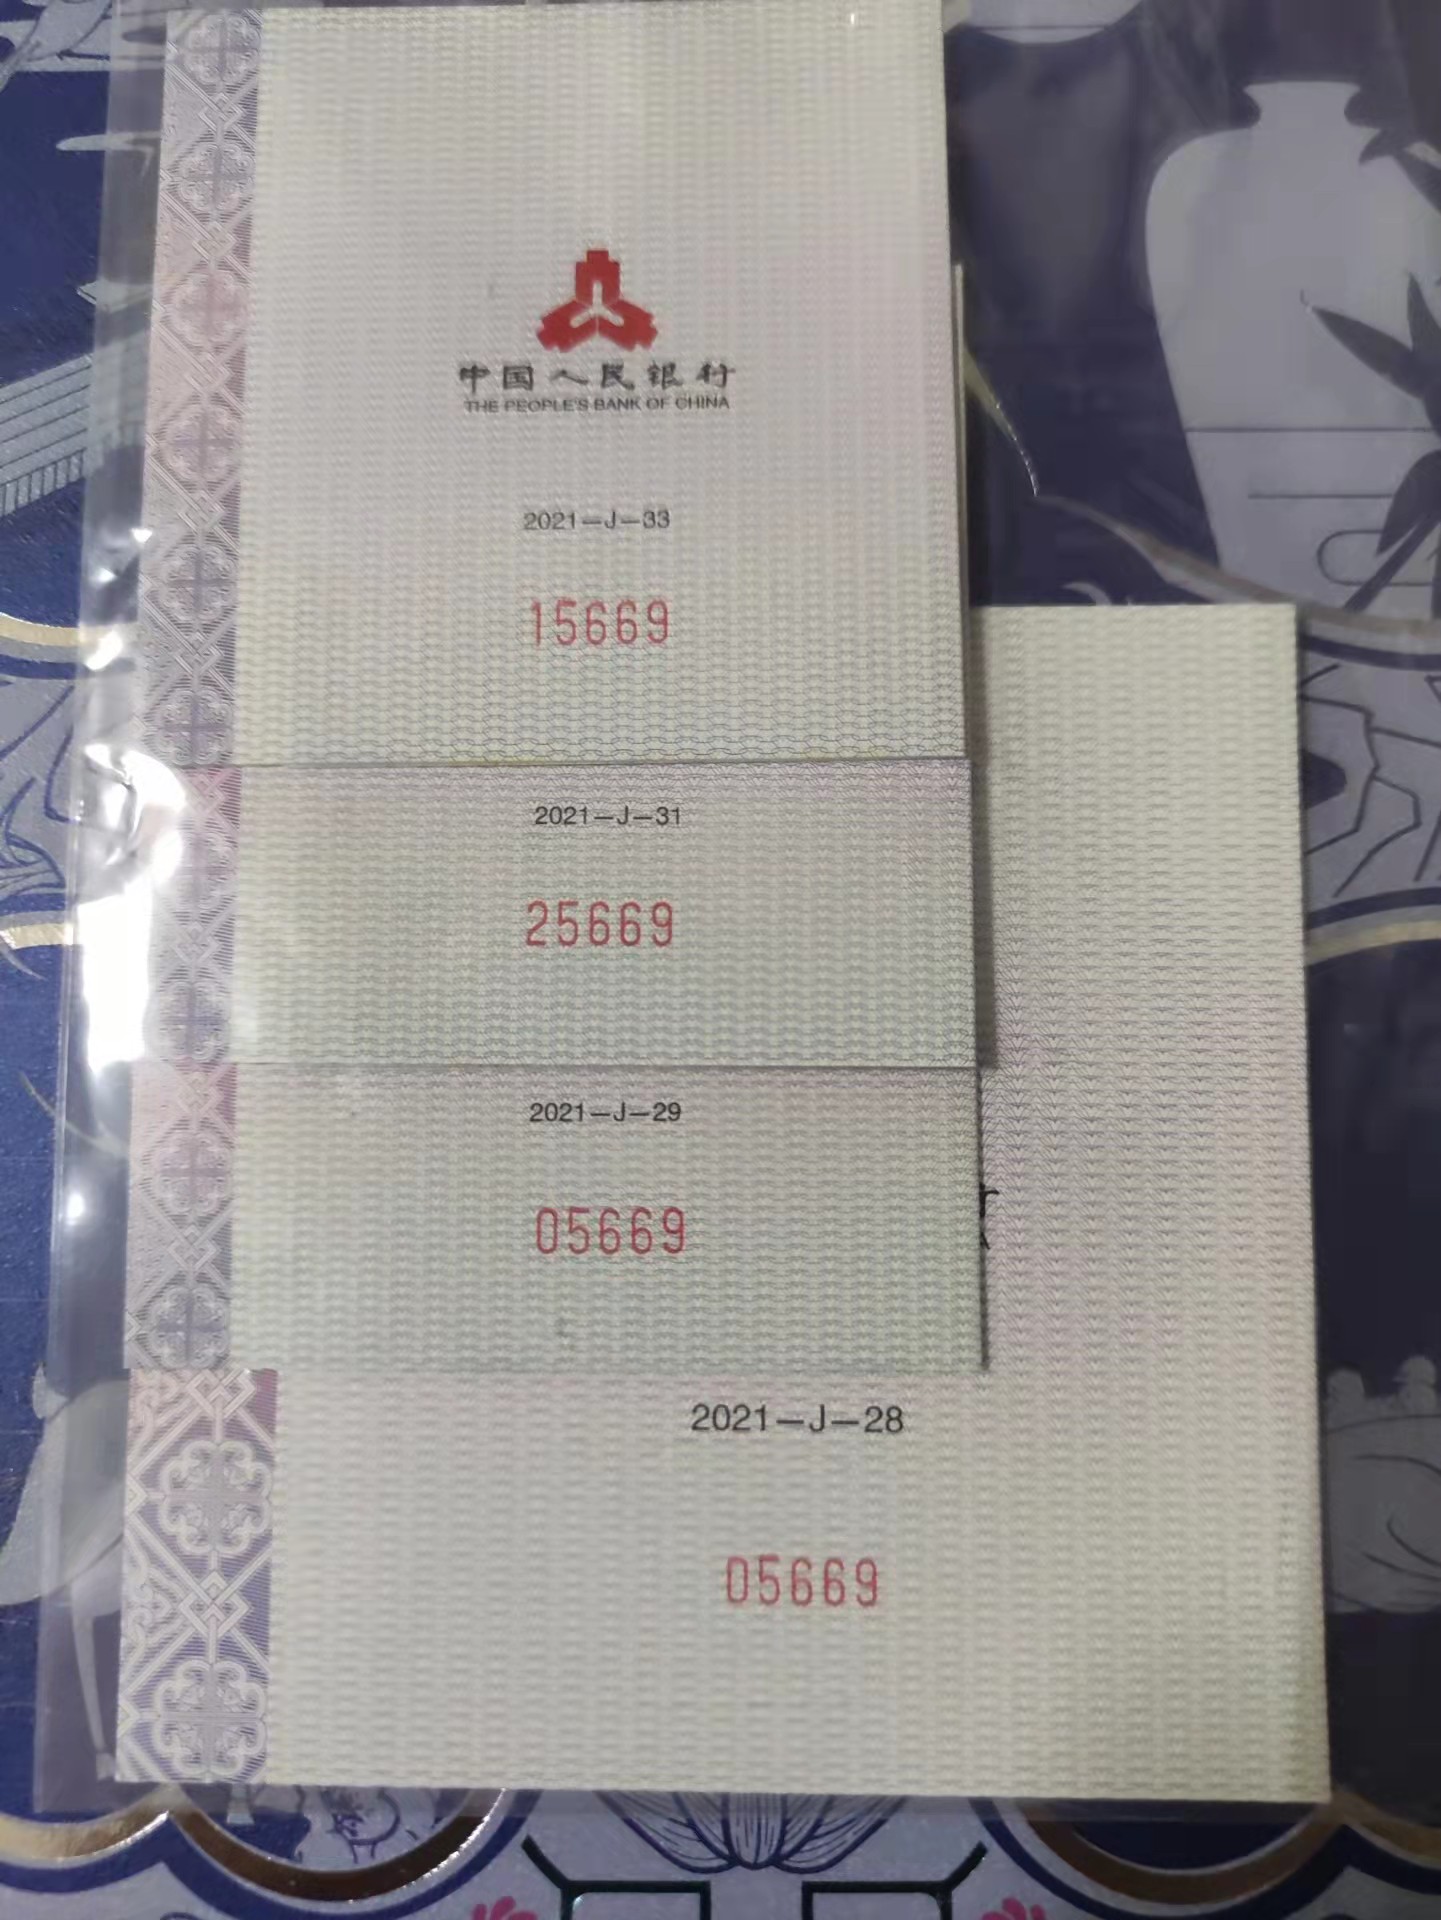 中国人民银行
THE PEOPLE'S BANK OF CHINA
2021—J—33
15669
2021—J—31
25669
2021—J—29
05669
2021—J—28
05669